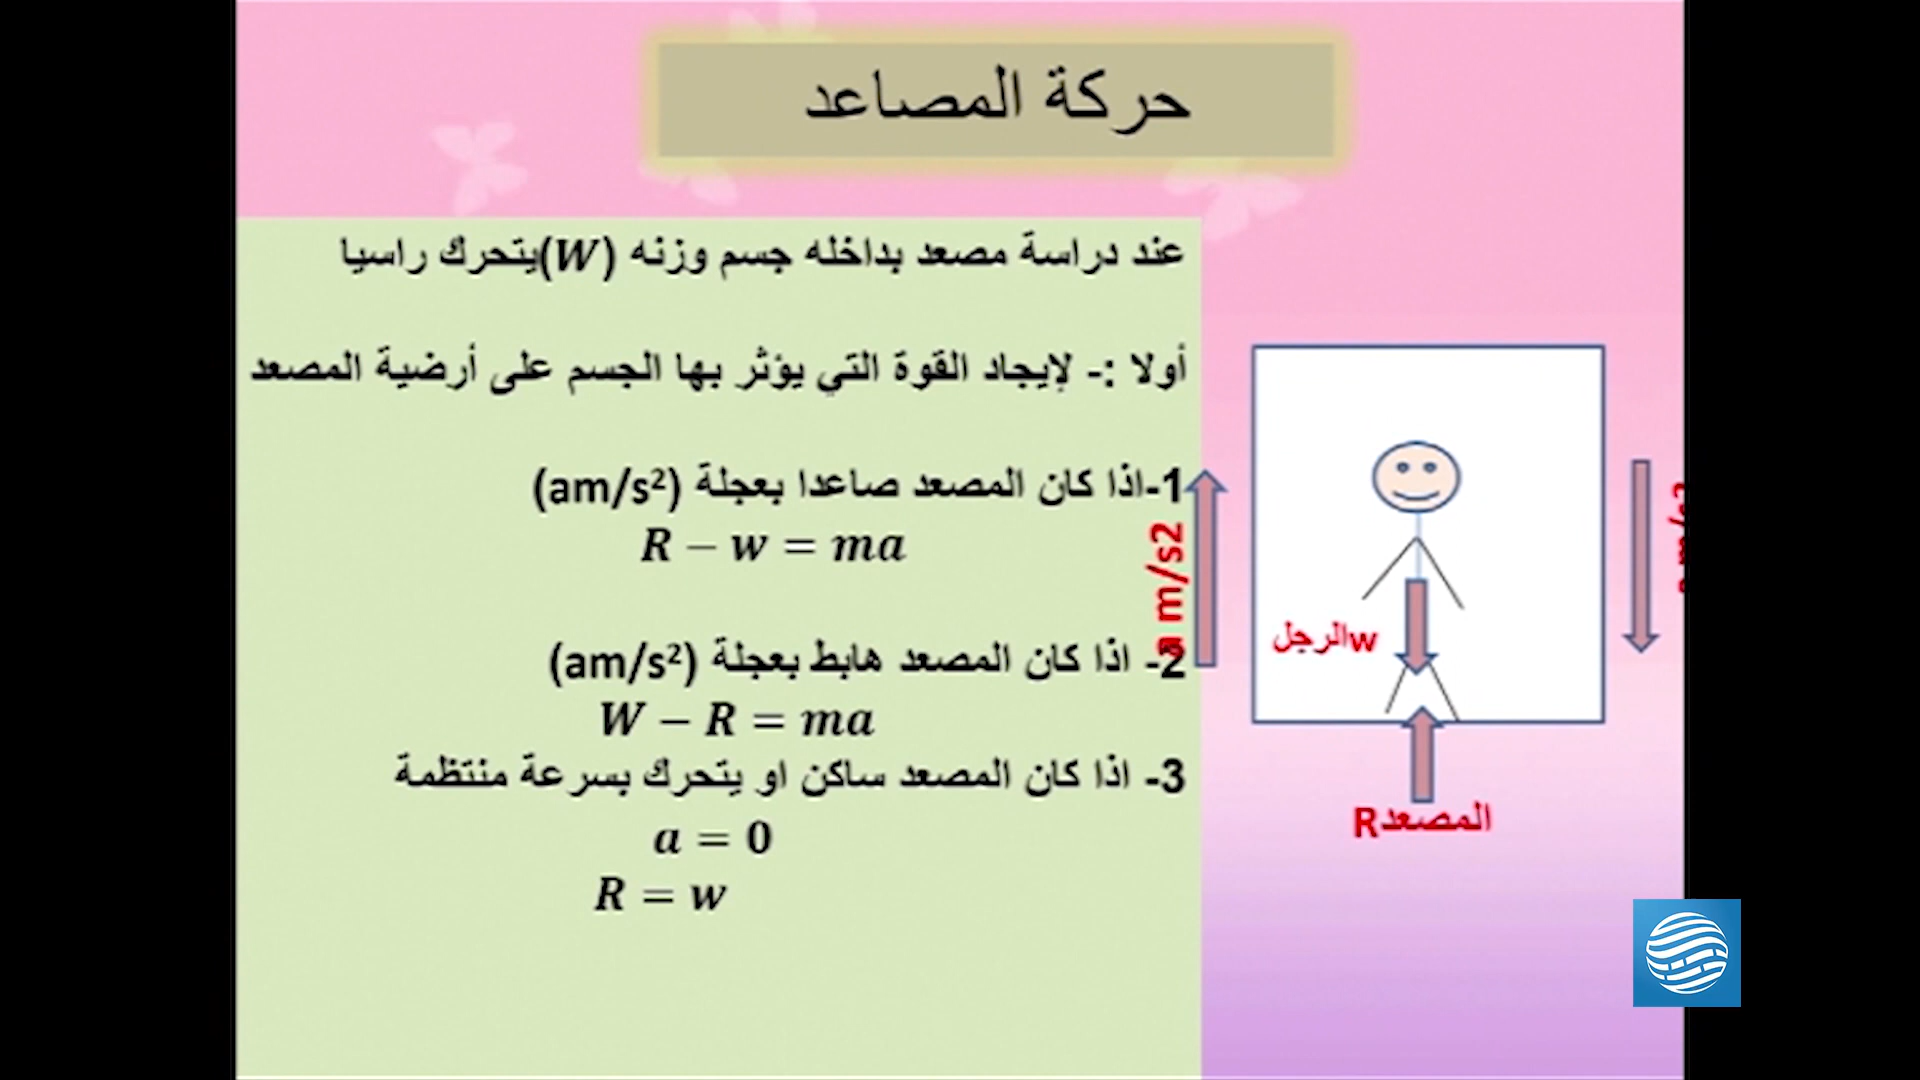 حركة المصاعد
عند دراسة مصعد بداخله جسم وزنه (W)يتحرك راسيا
أولا :- لإيجاد القوة التي يؤثر بها الجسم على أرضية المصعد
1-اذا كان المصعد صاعدا بعجلة (am/s²)
R − w = ma
2- اذا كان المصعد هابط بعجلة (am/s²)
W − R = ma
3- اذا كان المصعد ساكن او يتحرك بسرعة منتظمة
a = 0
R = w
a m/s2
wالرجل
Rالمصعد